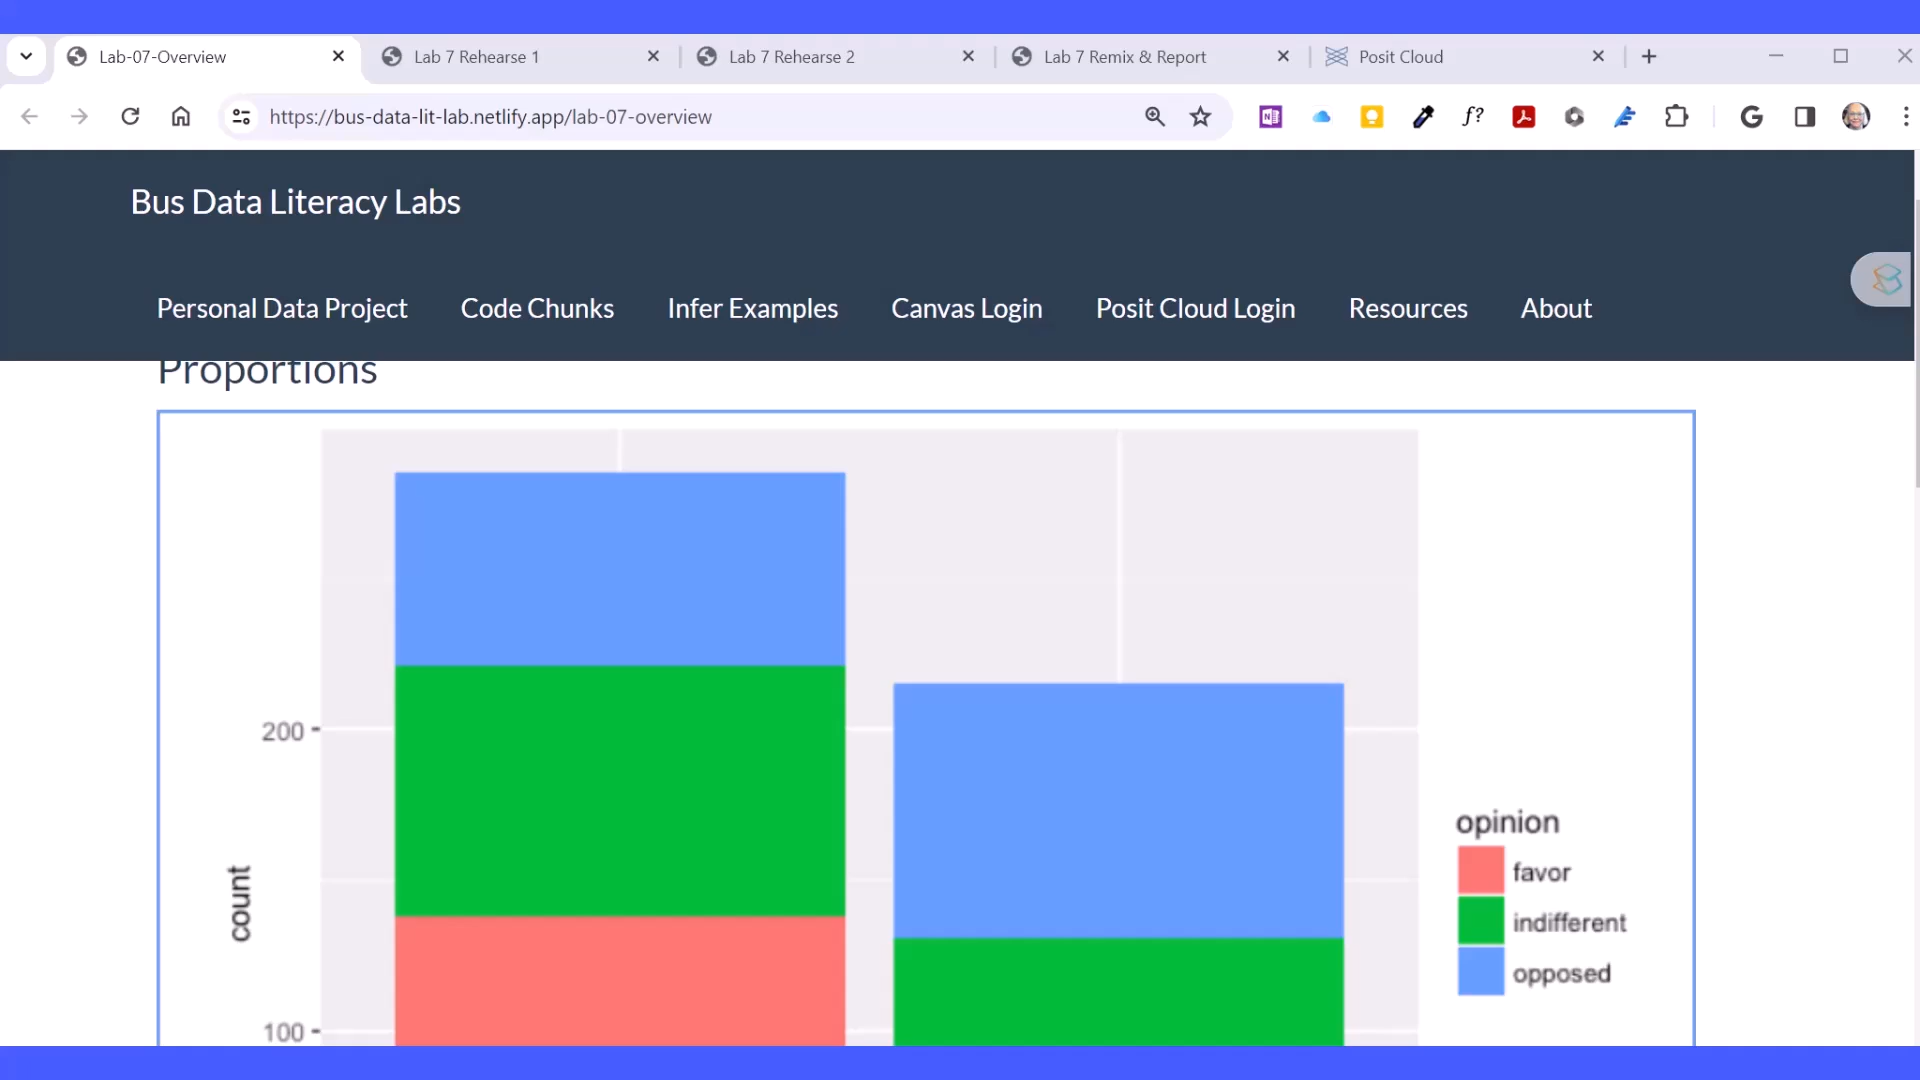 Lab-07-Overview
Lab 7 Rehearse 1
Lab 7 Rehearse 2
Lab 7 Remix & Report
Posit Cloud
https://bus-data-lit-lab.netlify.app/lab-07-overview
f?
G
Bus Data Literacy Labs
Personal Data Project
Code Chunks
Infer Examples
Canvas Login
Posit Cloud Login
Resources
About
Proportions
200
count
100
opinion
favor
indifferent
opposed